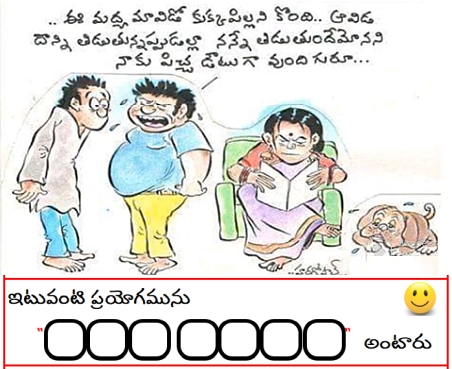 .. ఈ మధ్య మావిడో కుక్కపిల్లని కొంది.. ఆవిడ
దాన్ని తిడుతున్నప్పుడల్లా నన్నే తిడుతుందేమోనని
నాకు పిచ్చ డౌటుగా వుంది గురూ...
ఇటువంటి ప్రయోగమును
" " అంటారు